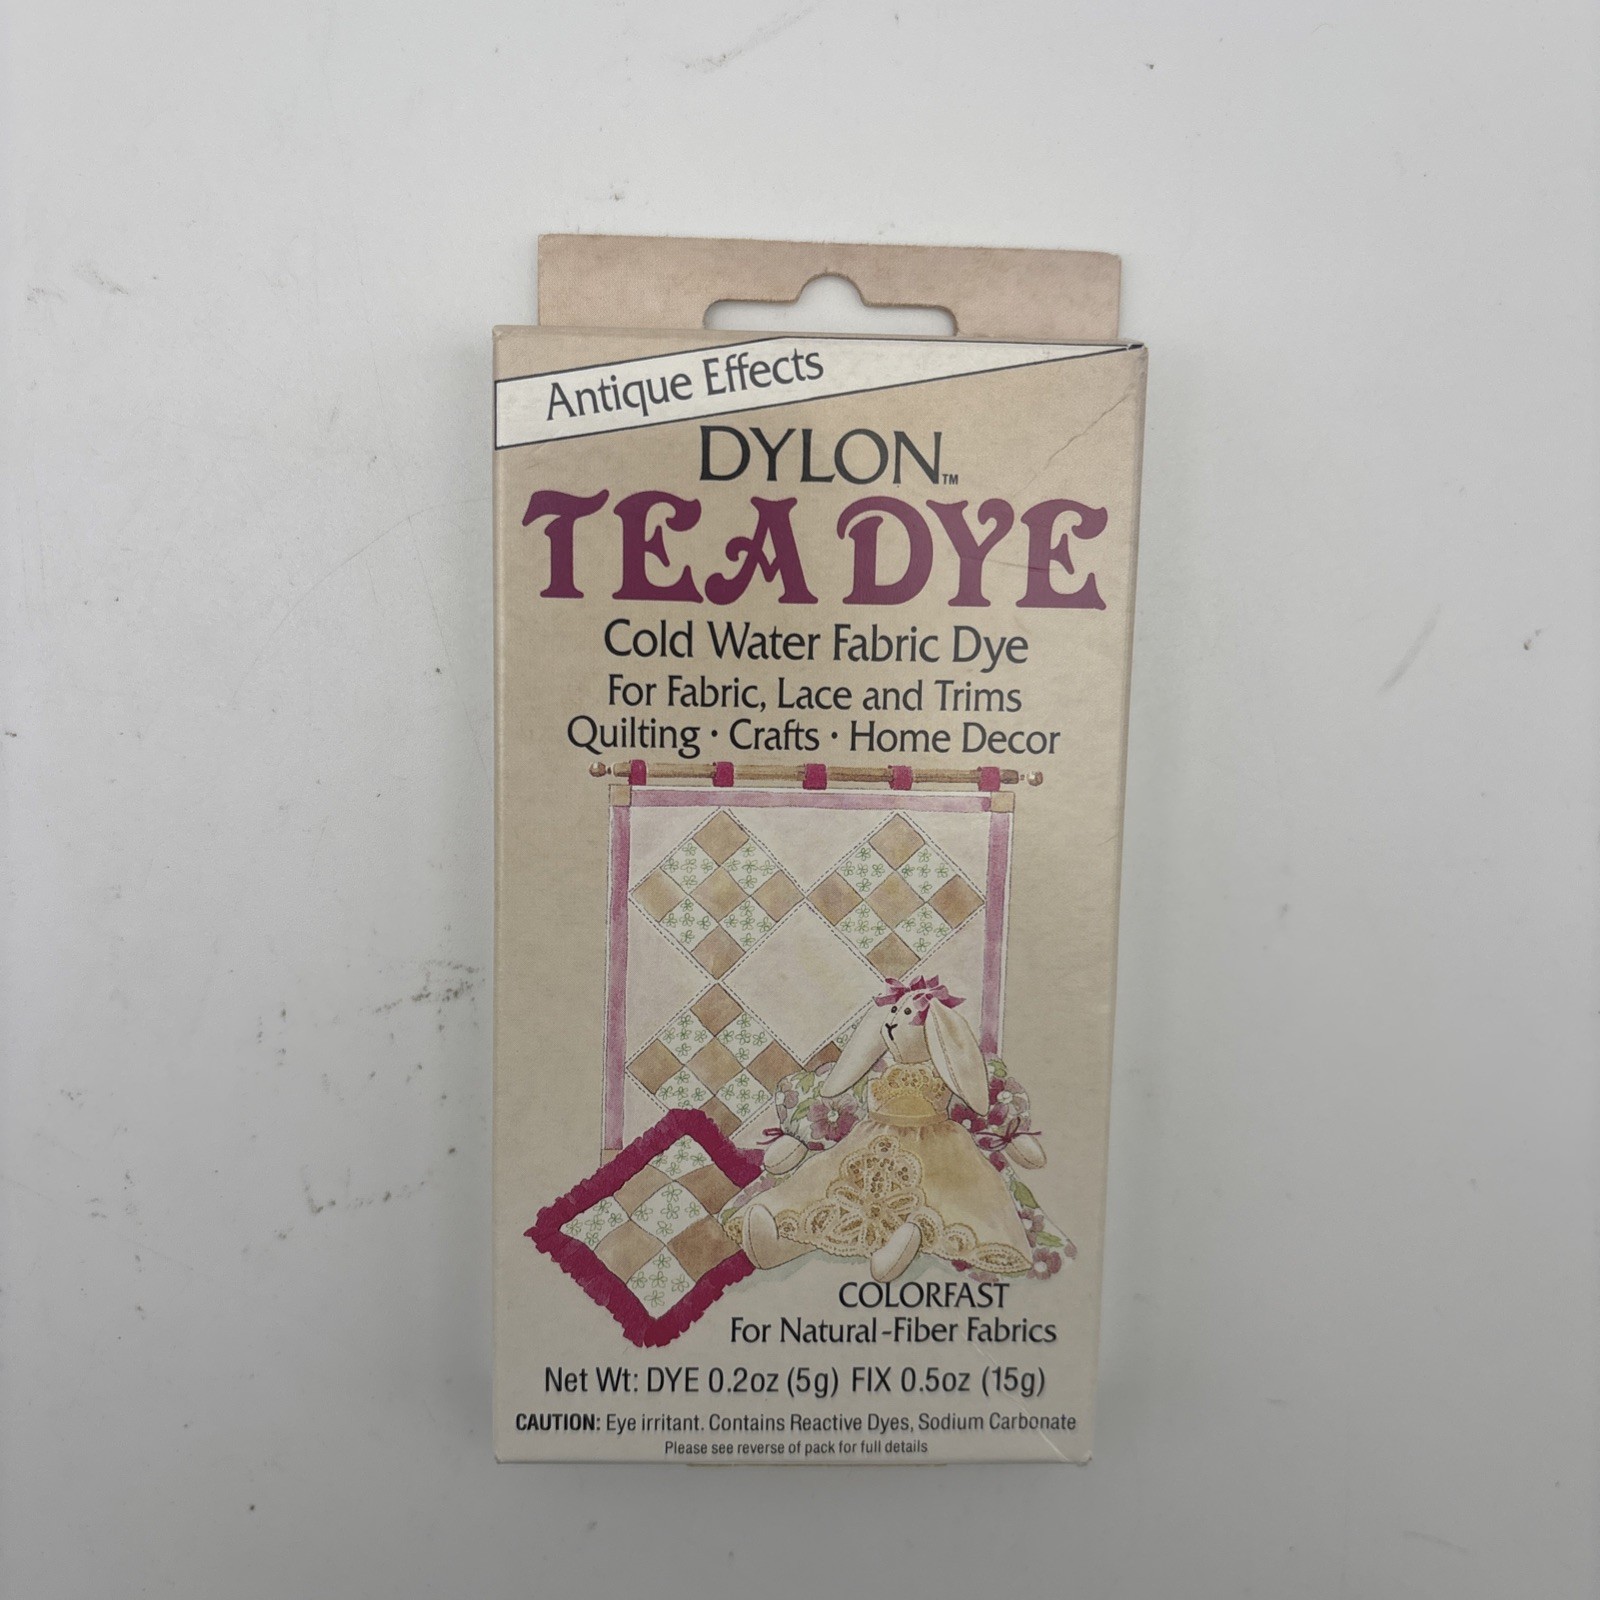 Antique Effects
DYLON™
TEA DYE
Cold Water Fabric Dye
For Fabric, Lace and Trims
Quilting · Crafts · Home Decor
COLORFAST
For Natural-Fiber Fabrics
Net Wt: DYE 0.2oz (5g) FIX 0.5oz (15g)
CAUTION: Eye irritant. Contains Reactive Dyes, Sodium Carbonate
Please see reverse of pack for full details